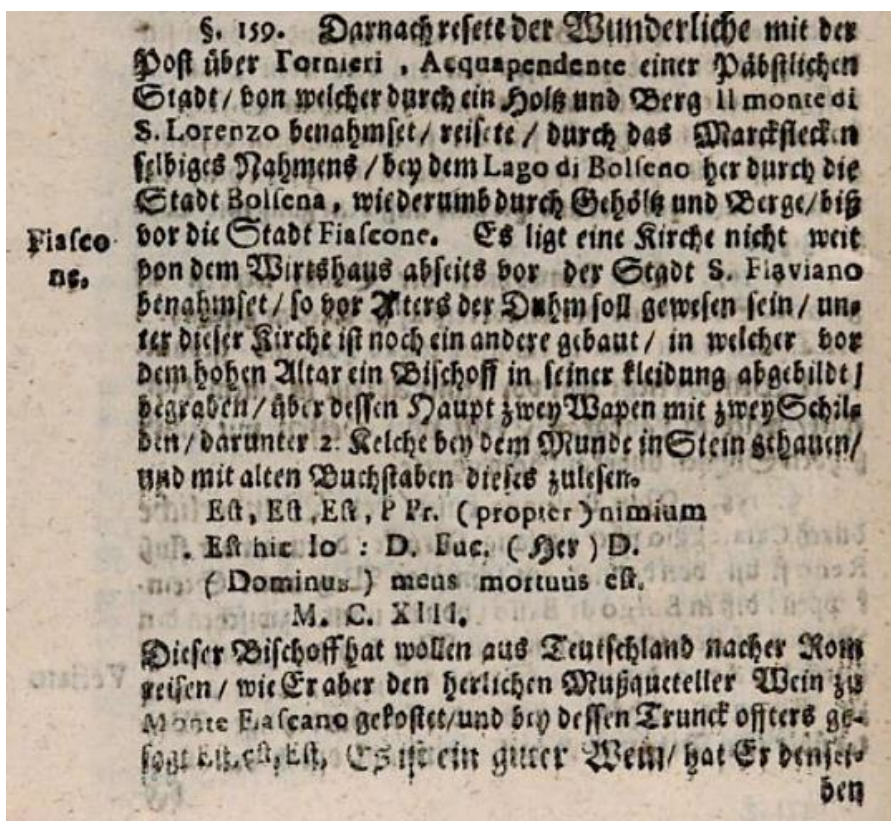 §. 159. Darnach resete der Wunderliche mit der
Post über Tornieri , Acquapendente einer Päbstlichen
Stadt/ von welcher durch ein Holtz und Berg Il monte di
S. Lorenzo benahmset/ reisete / durch das Marckflecken
selbiges Nahmens / bey dem Lago di Bolseno her durch die
Stadt Bolsena, wiederumb durch Gehöltz und Berge/ biß
vor die Stadt Fiascone. Es ligt eine Kirche nicht weit
Fiasco-
ne.
von dem Wirtshaus abseits vor der Stadt S. Flaviano
benahmset/ so vor Alters der Duhm soll gewesen sein/ un-
ter dieser Kirche ist noch ein andere gebaut / in welcher vor
dem hohen Altar ein Bischoff in seiner kleidung abgebildet/
begraben/ über dessen Haupt zwey Wapen mit zwey Schil-
den/ darunter 2. Kelche bey dem Munde in Stein gehauen/
und mit alten Buchstaben dieses zulesen.
Est, Est, Est, P Pr. (propter) nimium
Est hic Io : D. Fuc. (Her) D.
(Dominus) meus mortuus est.
M. C. XIII.
Dieser Bischoff hat wollen aus Teutschland nacher Rom
reisen/ wie Er aber den herlichen Mußqueteller Wein zu
Monte Fiascano gekostet/ und bey dessen Trunck offters ge-
sagt Est, est, Est, Es ist ein guter Wein/ hat Er densel-
ben